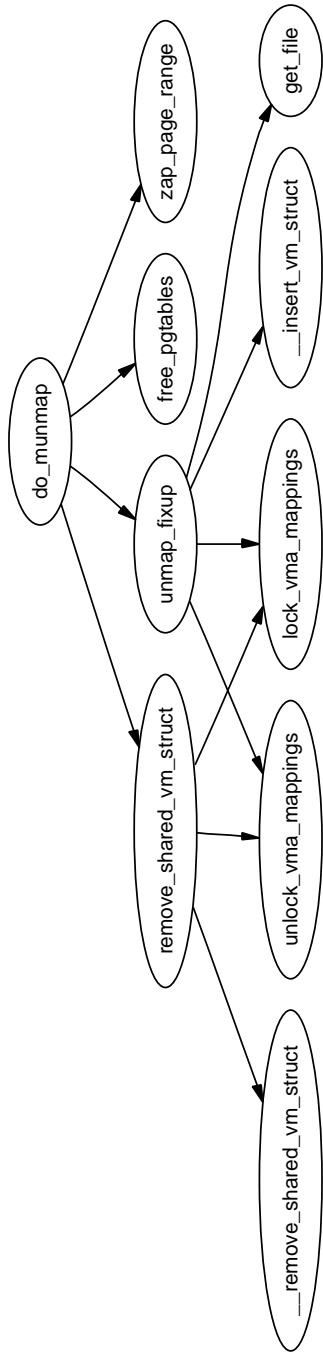 do_munmap
remove_shared_vm_struct
unmap_fixup
free_pgtables
zap_page_range
__remove_shared_vm_struct
unlock_vma_mappings
lock_vma_mappings
__insert_vm_struct
get_file